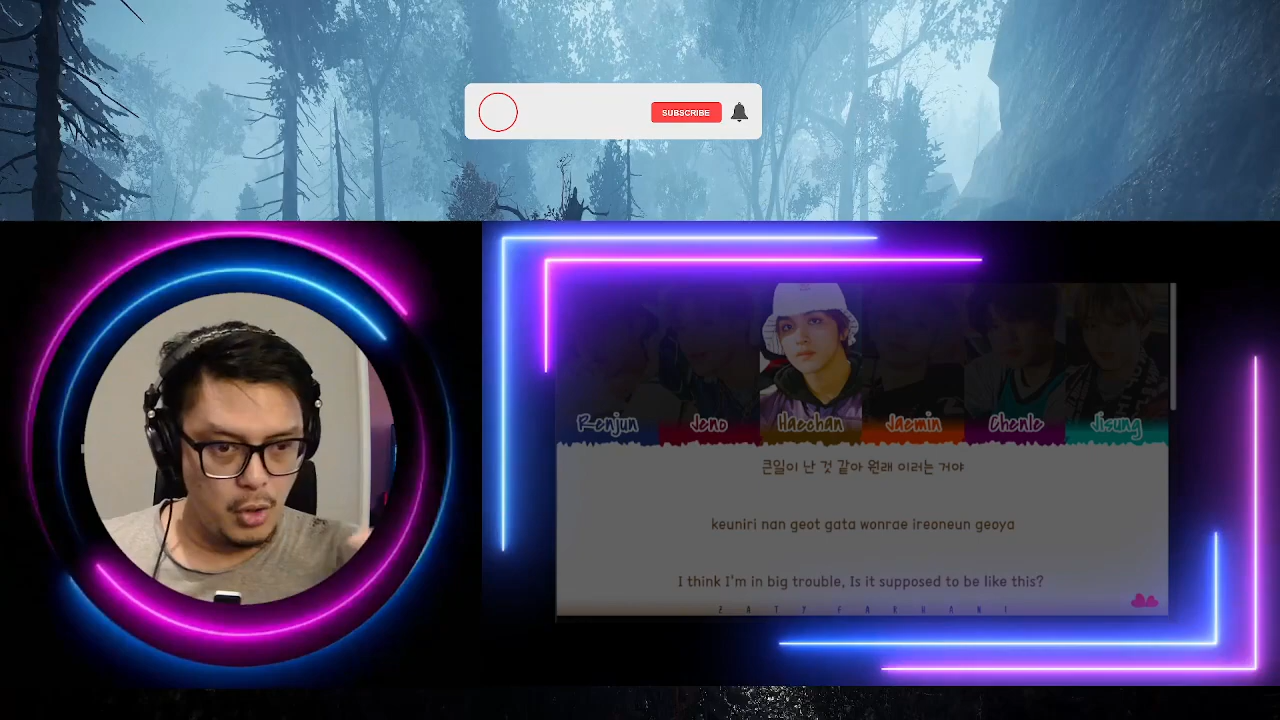 SUBSCRIBE
Renjun Jeno Haechan Jaemin Chenle Jisung
큰일이 난 것 같아 원래 이러는 거야
keuniri nan geot gata wonrae ireoneun geoya
I think I'm in big trouble, Is it supposed to be like this?
Z A T Y F A R H A N I